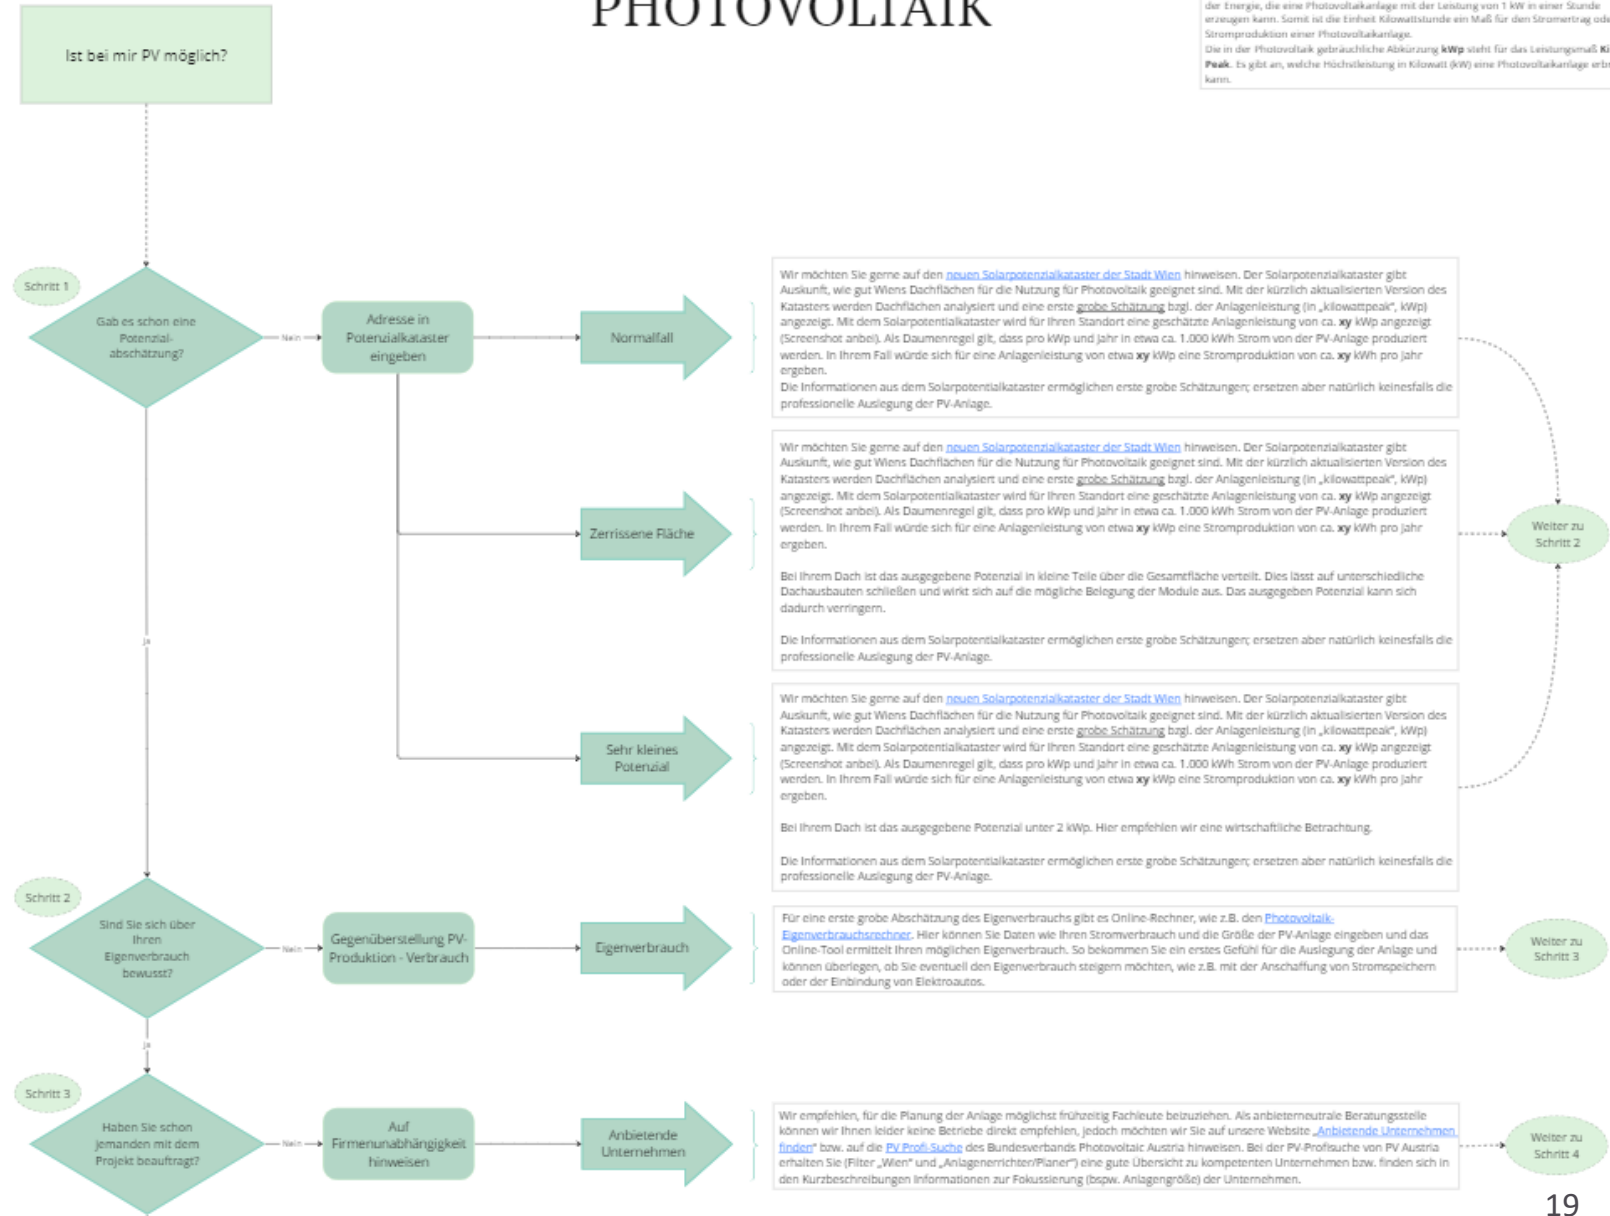 PHOTOVOLTAIK
der Energie, die eine Photovoltaikanlage mit der Leistung von 1 kW in einer Stunde
erzeugen kann. Somit ist die Einheit Kilowattstunde ein Maß für den Stromertrag ode
Stromproduktion einer Photovoltaikanlage.
Die in der Photovoltaik gebräuchliche Abkürzung kWp steht für das Leistungsmaß Ki
Peak. Es gibt an, welche Höchstleistung in Kilowatt (kW) eine Photovoltaikanlage erbr
kann.
Ist bei mir PV möglich?
Schritt 1
Gab es schon eine
Potenzial-
abschätzung?
Nein
Adresse in
Potenzialkataster
eingeben
Normalfall
Wir möchten Sie gerne auf den neuen Solarpotenzialkataster der Stadt Wien hinweisen. Der Solarpotenzialkataster gibt
Auskunft, wie gut Wiens Dachflächen für die Nutzung für Photovoltaik geeignet sind. Mit der kürzlich aktualisierten Version des
Katasters werden Dachflächen analysiert und eine erste grobe Schätzung bzgl. der Anlagenleistung (in „kilowattpeak“, kWp)
angezeigt. Mit dem Solarpotenzialkataster wird für Ihren Standort eine geschätzte Anlagenleistung von ca. xy kWp angezeigt
(Screenshot anbei). Als Daumenregel gilt, dass pro kWp und Jahr in etwa ca. 1.000 kWh Strom von der PV-Anlage produziert
werden. In Ihrem Fall würde sich für eine Anlagenleistung von etwa xy kWp eine Stromproduktion von ca. xy kWh pro Jahr
ergeben.
Die Informationen aus dem Solarpotentialkataster ermöglichen erste grobe Schätzungen; ersetzen aber natürlich keinesfalls die
professionelle Auslegung der PV-Anlage.
Zerrissene Fläche
Wir möchten Sie gerne auf den neuen Solarpotenzialkataster der Stadt Wien hinweisen. Der Solarpotenzialkataster gibt
Auskunft, wie gut Wiens Dachflächen für die Nutzung für Photovoltaik geeignet sind. Mit der kürzlich aktualisierten Version des
Katasters werden Dachflächen analysiert und eine erste grobe Schätzung bzgl. der Anlagenleistung (in „kilowattpeak“, kWp)
angezeigt. Mit dem Solarpotenzialkataster wird für Ihren Standort eine geschätzte Anlagenleistung von ca. xy kWp angezeigt
(Screenshot anbei). Als Daumenregel gilt, dass pro kWp und Jahr in etwa ca. 1.000 kWh Strom von der PV-Anlage produziert
werden. In Ihrem Fall würde sich für eine Anlagenleistung von etwa xy kWp eine Stromproduktion von ca. xy kWh pro Jahr
ergeben.
Bei Ihrem Dach ist das ausgegebene Potenzial in kleine Teile über die Gesamtfläche verteilt. Dies lässt auf unterschiedliche
Dachausbauten schließen und wirkt sich auf die mögliche Belegung der Module aus. Das ausgegeben Potenzial kann sich
dadurch verringern.
Die Informationen aus dem Solarpotenzialkataster ermöglichen erste grobe Schätzungen; ersetzen aber natürlich keinesfalls die
professionelle Auslegung der PV-Anlage.
Weiter zu
Schritt 2
Ja
Sehr kleines
Potenzial
Wir möchten Sie gerne auf den neuen Solarpotenzialkataster der Stadt Wien hinweisen. Der Solarpotenzialkataster gibt
Auskunft, wie gut Wiens Dachflächen für die Nutzung für Photovoltaik geeignet sind. Mit der kürzlich aktualisierten Version des
Katasters werden Dachflächen analysiert und eine erste grobe Schätzung bzgl. der Anlagenleistung (in „kilowattpeak“, kWp)
angezeigt. Mit dem Solarpotenzialkataster wird für Ihren Standort eine geschätzte Anlagenleistung von ca. xy kWp angezeigt
(Screenshot anbei). Als Daumenregel gilt, dass pro kWp und Jahr in etwa ca. 1.000 kWh Strom von der PV-Anlage produziert
werden. In Ihrem Fall würde sich für eine Anlagenleistung von etwa xy kWp eine Stromproduktion von ca. xy kWh pro Jahr
ergeben.
Bei Ihrem Dach ist das ausgegebene Potenzial unter 2 kWp. Hier empfehlen wir eine wirtschaftliche Betrachtung.
Die Informationen aus dem Solarpotenzialkataster ermöglichen erste grobe Schätzungen; ersetzen aber natürlich keinesfalls die
professionelle Auslegung der PV-Anlage.
Schritt 2
Sind Sie sich über
Ihren
Eigenverbrauch
bewusst?
Nein
Gegenüberstellung PV-
Produktion - Verbrauch
Eigenverbrauch
Für eine erste grobe Abschätzung des Eigenverbrauchs gibt es Online-Rechner, wie z.B. den Photovoltaik-
Eigenverbrauchsrechner. Hier können Sie Daten wie Ihren Stromverbrauch und die Größe der PV-Anlage eingeben und das
Online-Tool ermittelt Ihren möglichen Eigenverbrauch. So bekommen Sie ein erstes Gefühl für die Auslegung der Anlage und
können überlegen, ob Sie eventuell den Eigenverbrauch steigern möchten, wie z.B. mit der Anschaffung von Stromspeichern
oder der Einbindung von Elektroautos.
Weiter zu
Schritt 3
Ja
Schritt 3
Haben Sie schon
jemanden mit dem
Projekt beauftragt?
Nein
Auf
Firmenunabhängigkeit
hinweisen
Anbietende
Unternehmen
Wir empfehlen, für die Planung der Anlage möglichst frühzeitig Fachleute beizuziehen. Als anbieterneutrale Beratungsstelle
können wir Ihnen leider keine Betriebe direkt empfehlen, jedoch möchten wir Sie auf unsere Website „Anbietende Unternehmen
finden“ bzw. auf die PV Profi-Suche des Bundesverbands Photovoltaic Austria hinweisen. Bei der PV-Profisuche von PV Austria
erhalten Sie (Filter „Wien“ und „Anlagenerrichter/Planer“) eine gute Übersicht zu kompetenten Unternehmen bzw. finden sich in
den Kurzbeschreibungen Informationen zur Fokussierung (bspw. Anlagengröße) der Unternehmen.
Weiter zu
Schritt 4
19